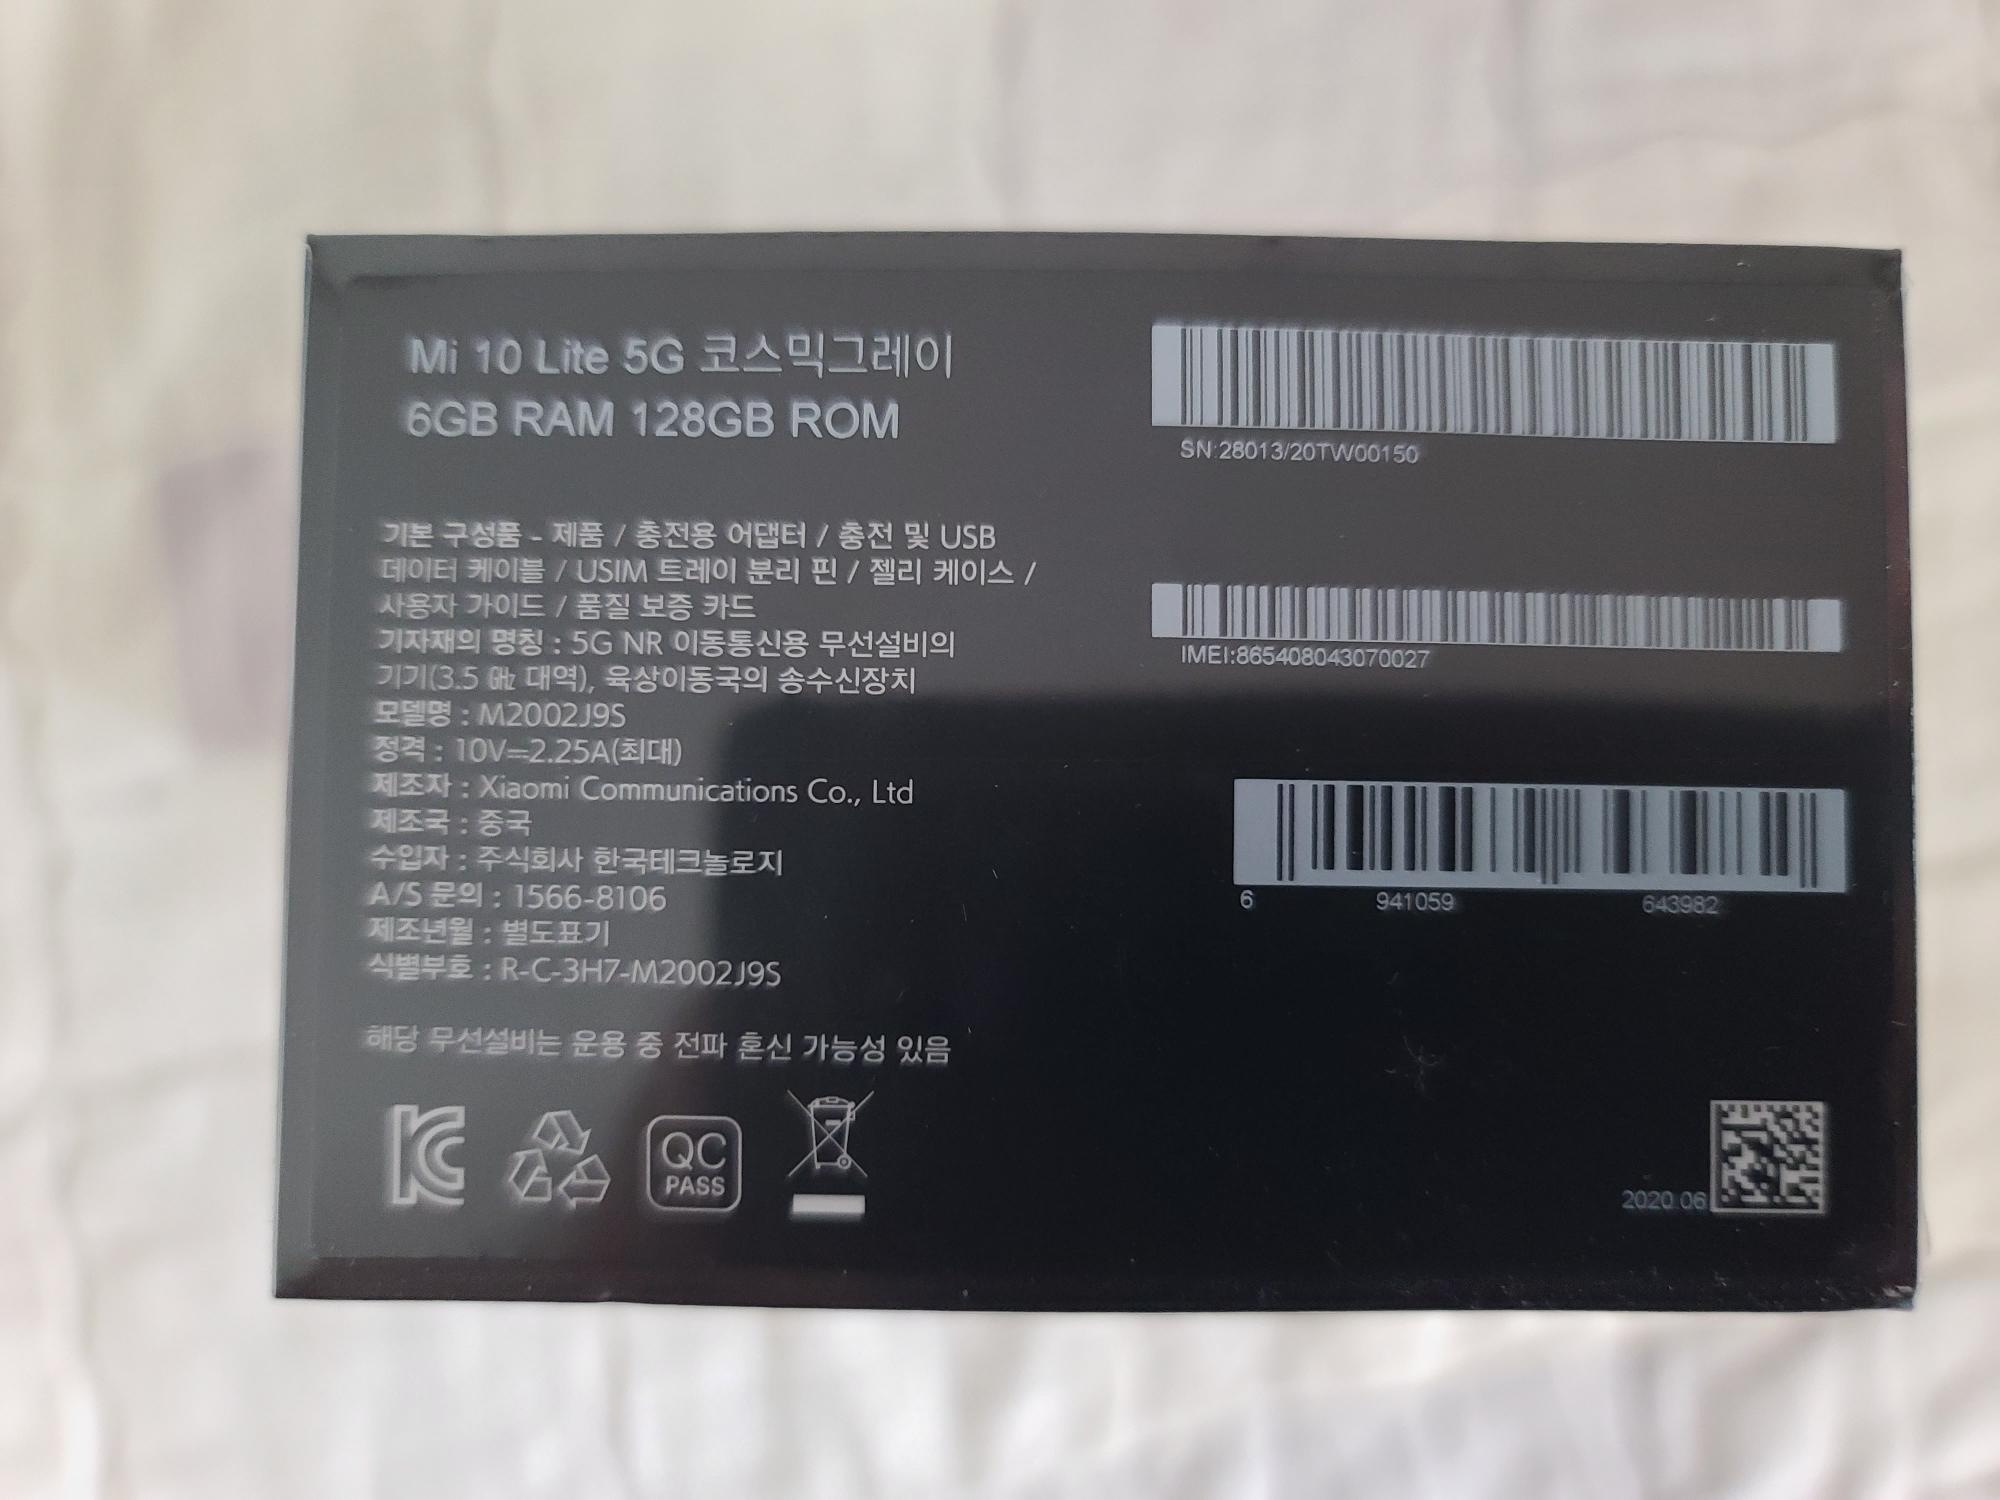 Mi 10 Lite 5G 코스믹그레이
6GB RAM 128GB ROM
기본 구성품 - 제품 / 충전용 어댑터 / 충전 및 USB
데이터 케이블 / USIM 트레이 분리 핀 / 젤리 케이스 /
사용자 가이드 / 품질 보증 카드
기자재의 명칭 : 5G NR 이동통신용 무선설비의
기기(3.5 ㎓ 대역), 육상이동국의 송수신장치
모델명 : M2002J9S
정격 : 10V⎓2.25A(최대)
제조자 : Xiaomi Communications Co., Ltd
제조국 : 중국
수입자 : 주식회사 한국테크놀로지
A/S 문의 : 1566-8106
제조년월 : 별도표기
식별부호 : R-C-3H7-M2002J9S
해당 무선설비는 운용 중 전파 혼신 가능성 있음
QC
PASS
SN:28013/20TW00150
IMEI:865408043070027
6 941059 643982
2020.06